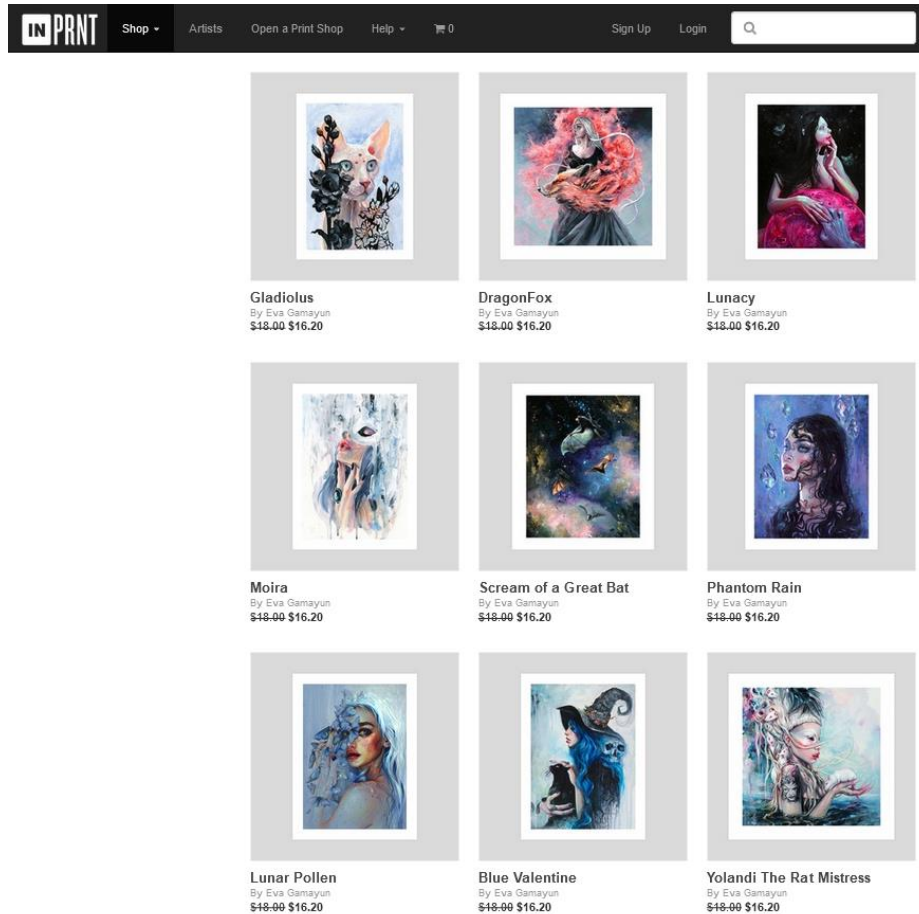 IN PRNT Shop Artists Open a Print Shop Help 0 Sign Up Login
Gladiolus
By Eva Gamayun
$18.00 $16.20
DragonFox
By Eva Gamayun
$18.00 $16.20
Lunacy
By Eva Gamayun
$18.00 $16.20
Moira
By Eva Gamayun
$18.00 $16.20
Scream of a Great Bat
By Eva Gamayun
$18.00 $16.20
Phantom Rain
By Eva Gamayun
$18.00 $16.20
Lunar Pollen
By Eva Gamayun
$18.00 $16.20
Blue Valentine
By Eva Gamayun
$18.00 $16.20
Yolandi The Rat Mistress
By Eva Gamayun
$18.00 $16.20